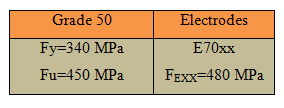 Grade 50 Electrodes
Fy=340 MPa E70xx
Fu=450 MPa FEXX=480 MPa